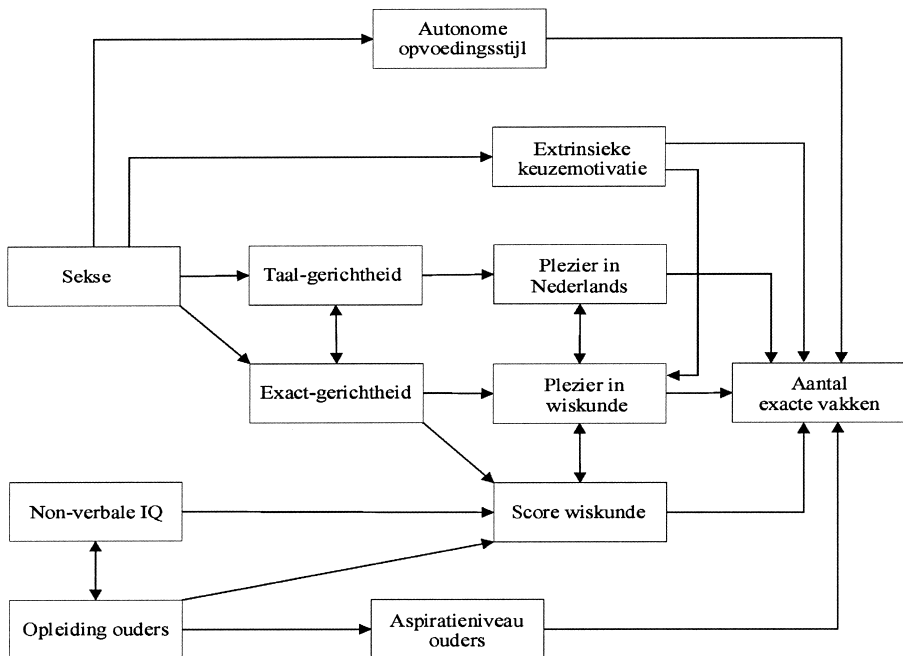 Autonome
opvoedingsstijl
Extrinsieke
keuzemotivatie
Sekse
Taal-gerichtheid
Plezier in
Nederlands
Exact-gerichtheid
Plezier in
wiskunde
Aantal
exacte vakken
Non-verbale IQ
Score wiskunde
Opleiding ouders
Aspiratieniveau
ouders